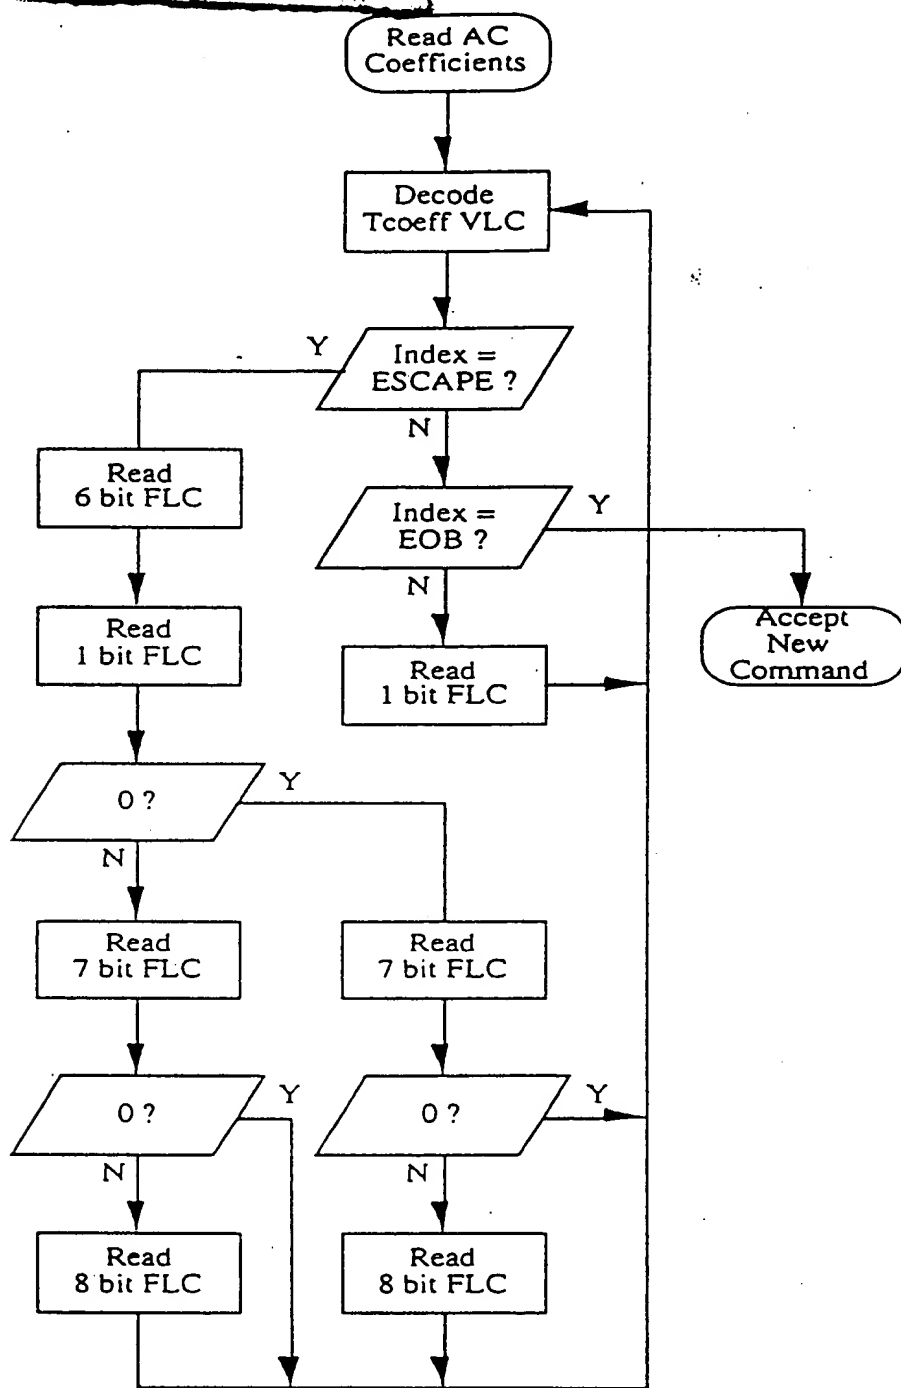 Read AC
Coefficients
Decode
Tcoeff VLC
Y
Index =
ESCAPE ?
N
Read
6 bit FLC
Index =
EOB ?
Y
N
Read
1 bit FLC
Accept
New
Command
Read
1 bit FLC
0 ?
Y
N
Read
7 bit FLC
Read
7 bit FLC
0 ?
Y
N
0 ?
Y
N
Read
8 bit FLC
Read
8 bit FLC